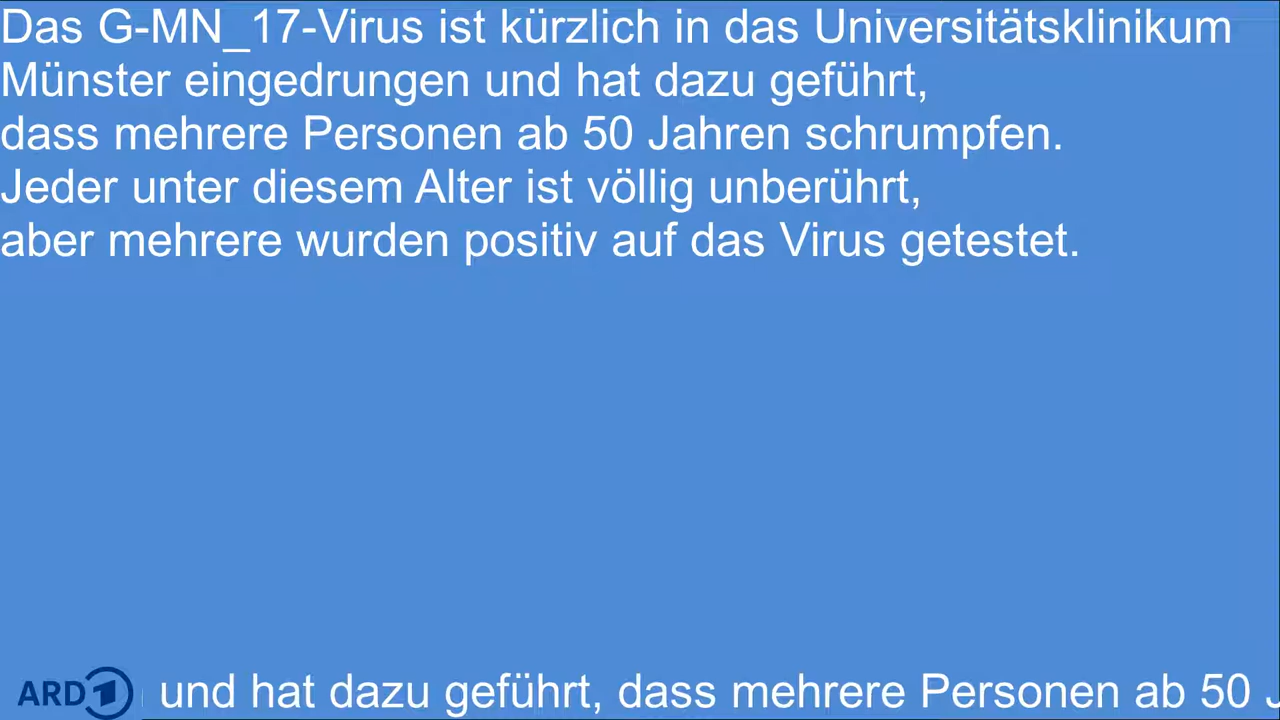 Das G-MN_17-Virus ist kürzlich in das Universitätsklinikum
Münster eingedrungen und hat dazu geführt,
dass mehrere Personen ab 50 Jahren schrumpfen.
Jeder unter diesem Alter ist völlig unberührt,
aber mehrere wurden positiv auf das Virus getestet.
ARD 1 und hat dazu geführt, dass mehrere Personen ab 50 J